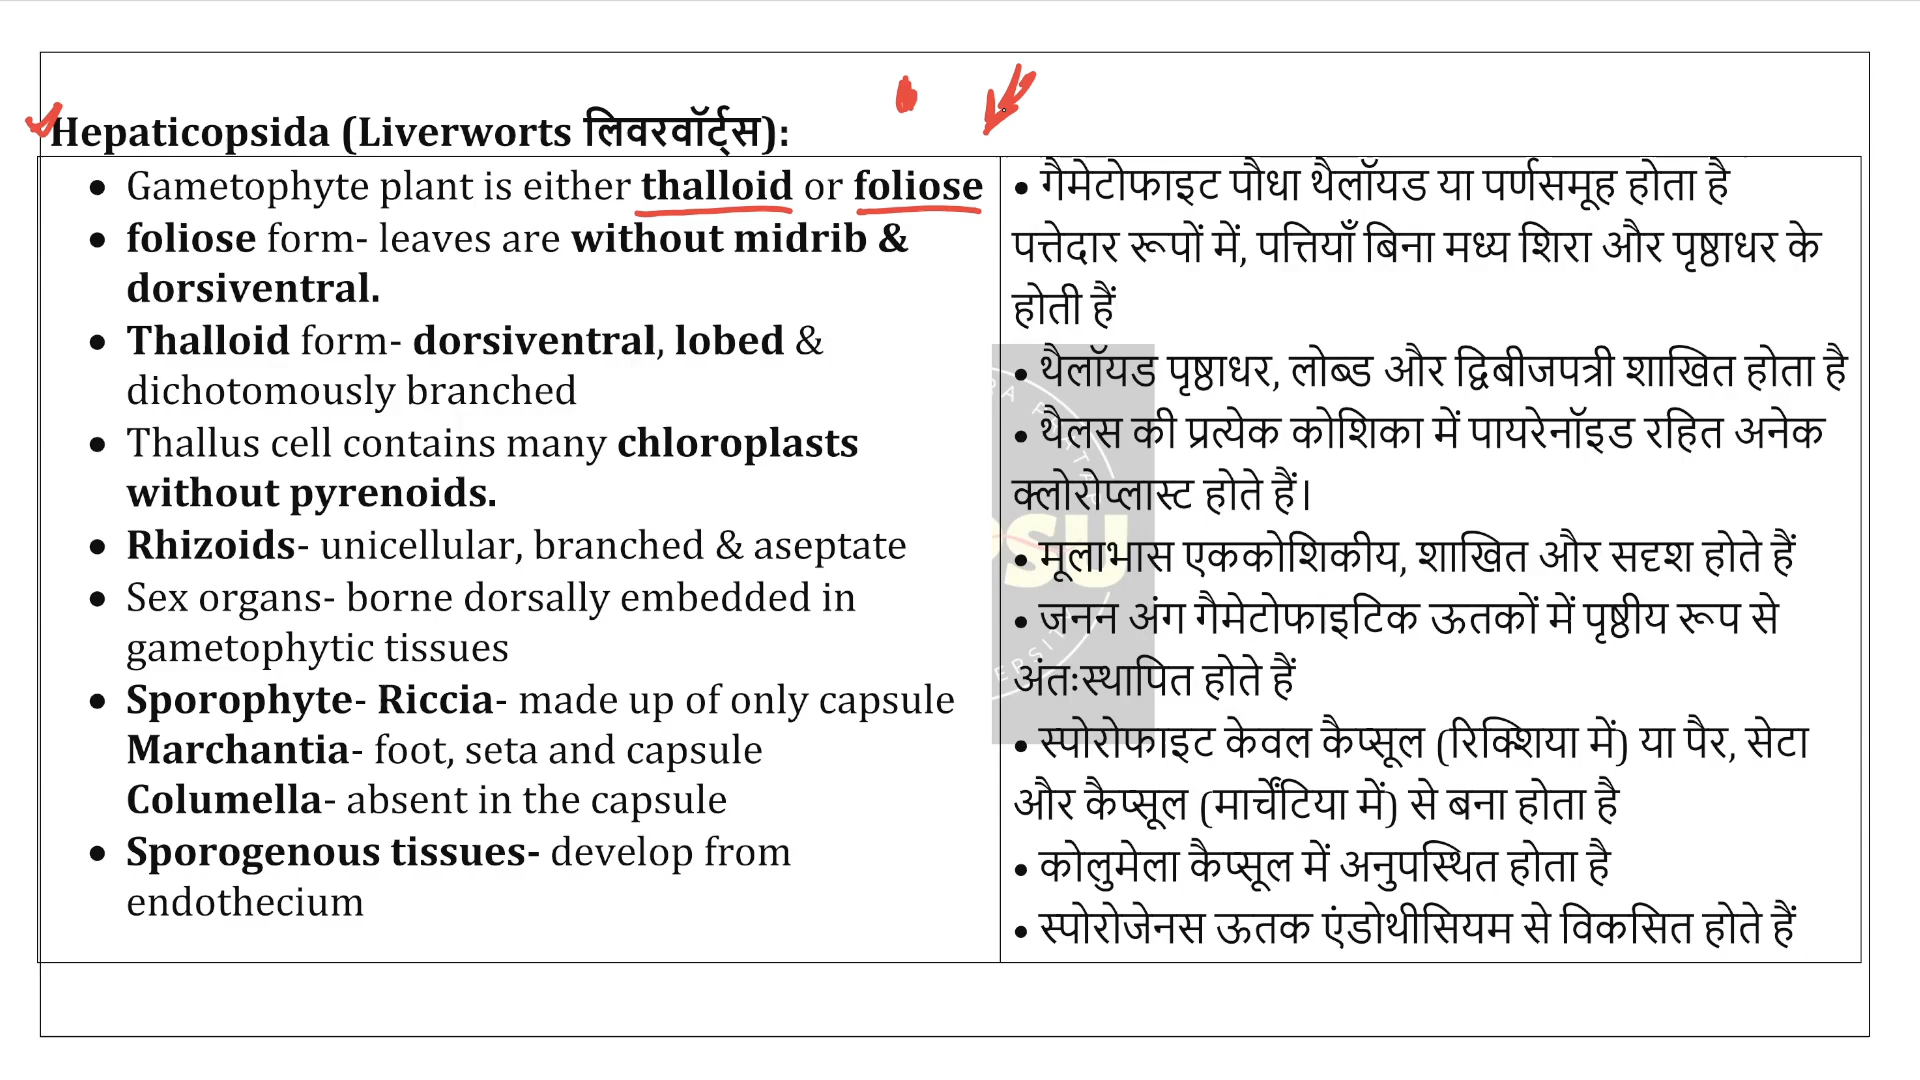 Hepaticopsida (Liverworts लिवरवॉर्ट्स):
• Gametophyte plant is either thalloid or foliose
• foliose form- leaves are without midrib &
dorsiventral.
• Thalloid form- dorsiventral, lobed &
dichotomously branched
• Thallus cell contains many chloroplasts
without pyrenoids.
• Rhizoids- unicellular, branched & aseptate
• Sex organs- borne dorsally embedded in
gametophytic tissues
• Sporophyte- Riccia- made up of only capsule
Marchantia- foot, seta and capsule
Columella- absent in the capsule
• Sporogenous tissues- develop from
endothecium
• गैमेटोफाइट पौधा थैलॉयड या पर्णसमूह होता है
पत्तेदार रूपों में, पत्तियाँ बिना मध्य शिरा और पृष्ठाधर के
होती हैं
• थैलॉयड पृष्ठाधर, लोब्ड और द्विबीजपत्री शाखित होता है
• थैलस की प्रत्येक कोशिका में पायरेनॉइड रहित अनेक
क्लोरोप्लास्ट होते हैं।
• मूलाभास एककोशिकीय, शाखित और सदृश होते हैं
• जनन अंग गैमेटोफाइटिक ऊतकों में पृष्ठीय रूप से
अंतःस्थापित होते हैं
• स्पोरोफाइट केवल कैप्सूल (रिक्शिया में) या पैर, सेटा
और कैप्सूल (मार्चेंटिया में) से बना होता है
• कोलुमेला कैप्सूल में अनुपस्थित होता है
• स्पोरोजेनस ऊतक एंडोथीसियम से विकसित होते हैं